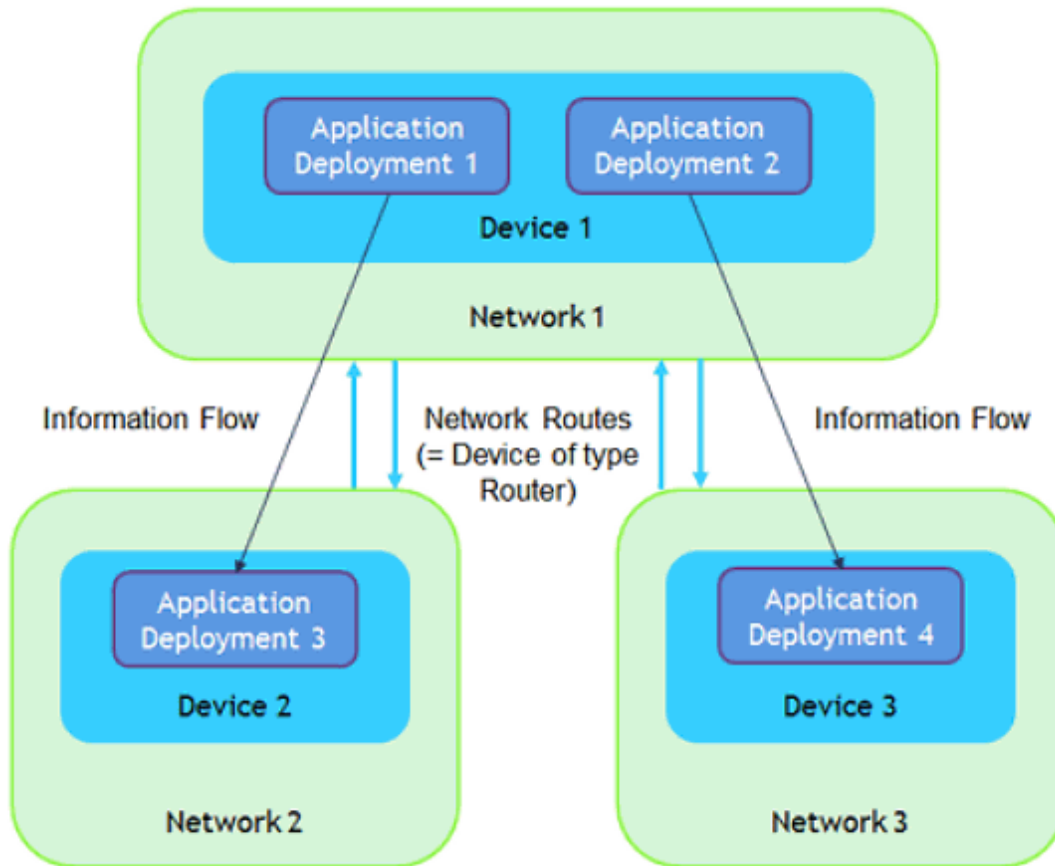 Application
Deployment 1
Application
Deployment 2
Device 1
Network 1
Information Flow
Network Routes
(= Device of type
Router)
Information Flow
Application
Deployment 3
Device 2
Network 2
Application
Deployment 4
Device 3
Network 3